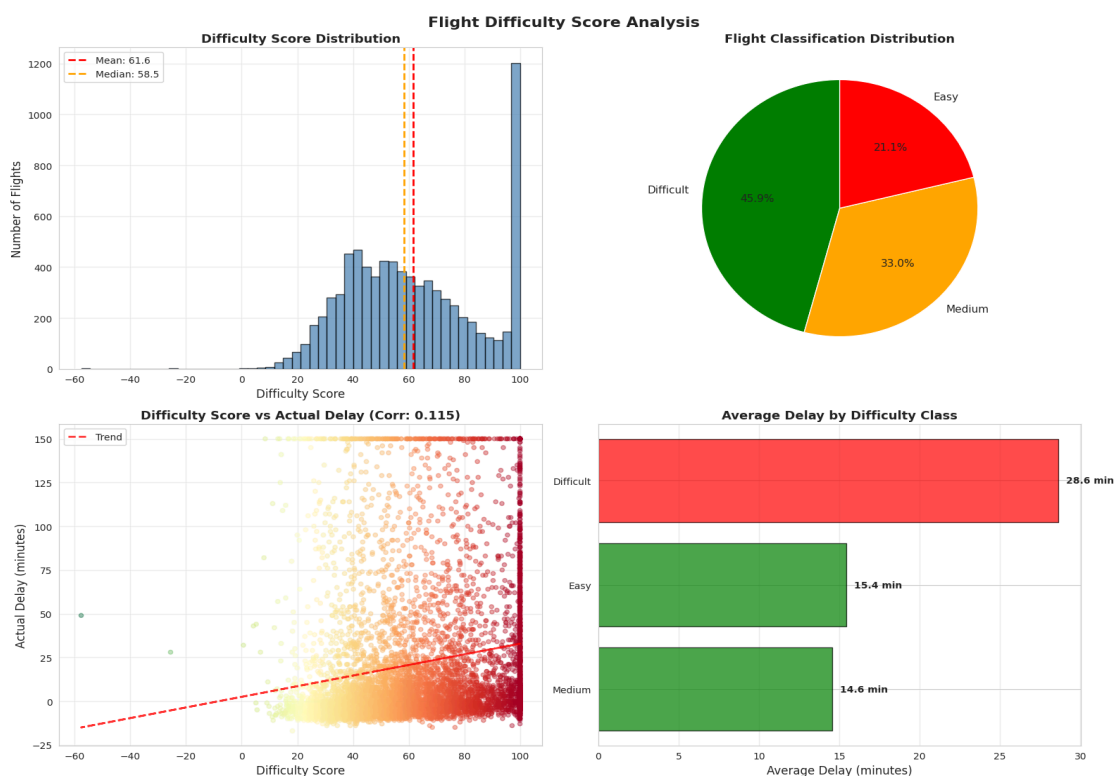 Flight Difficulty Score Analysis
Difficulty Score Distribution
Mean: 61.6
Median: 58.5
Number of Flights
1200
1000
800
600
400
200
0
−60 −40 −20 0 20 40 60 80 100
Difficulty Score
Flight Classification Distribution
Easy
21.1%
Difficult
45.9%
33.0%
Medium
Difficulty Score vs Actual Delay (Corr: 0.115)
Trend
Actual Delay (minutes)
150
125
100
75
50
25
0
−25
−60 −40 −20 0 20 40 60 80 100
Difficulty Score
Average Delay by Difficulty Class
Difficult
28.6 min
Easy
15.4 min
Medium
14.6 min
0 5 10 15 20 25 30
Average Delay (minutes)